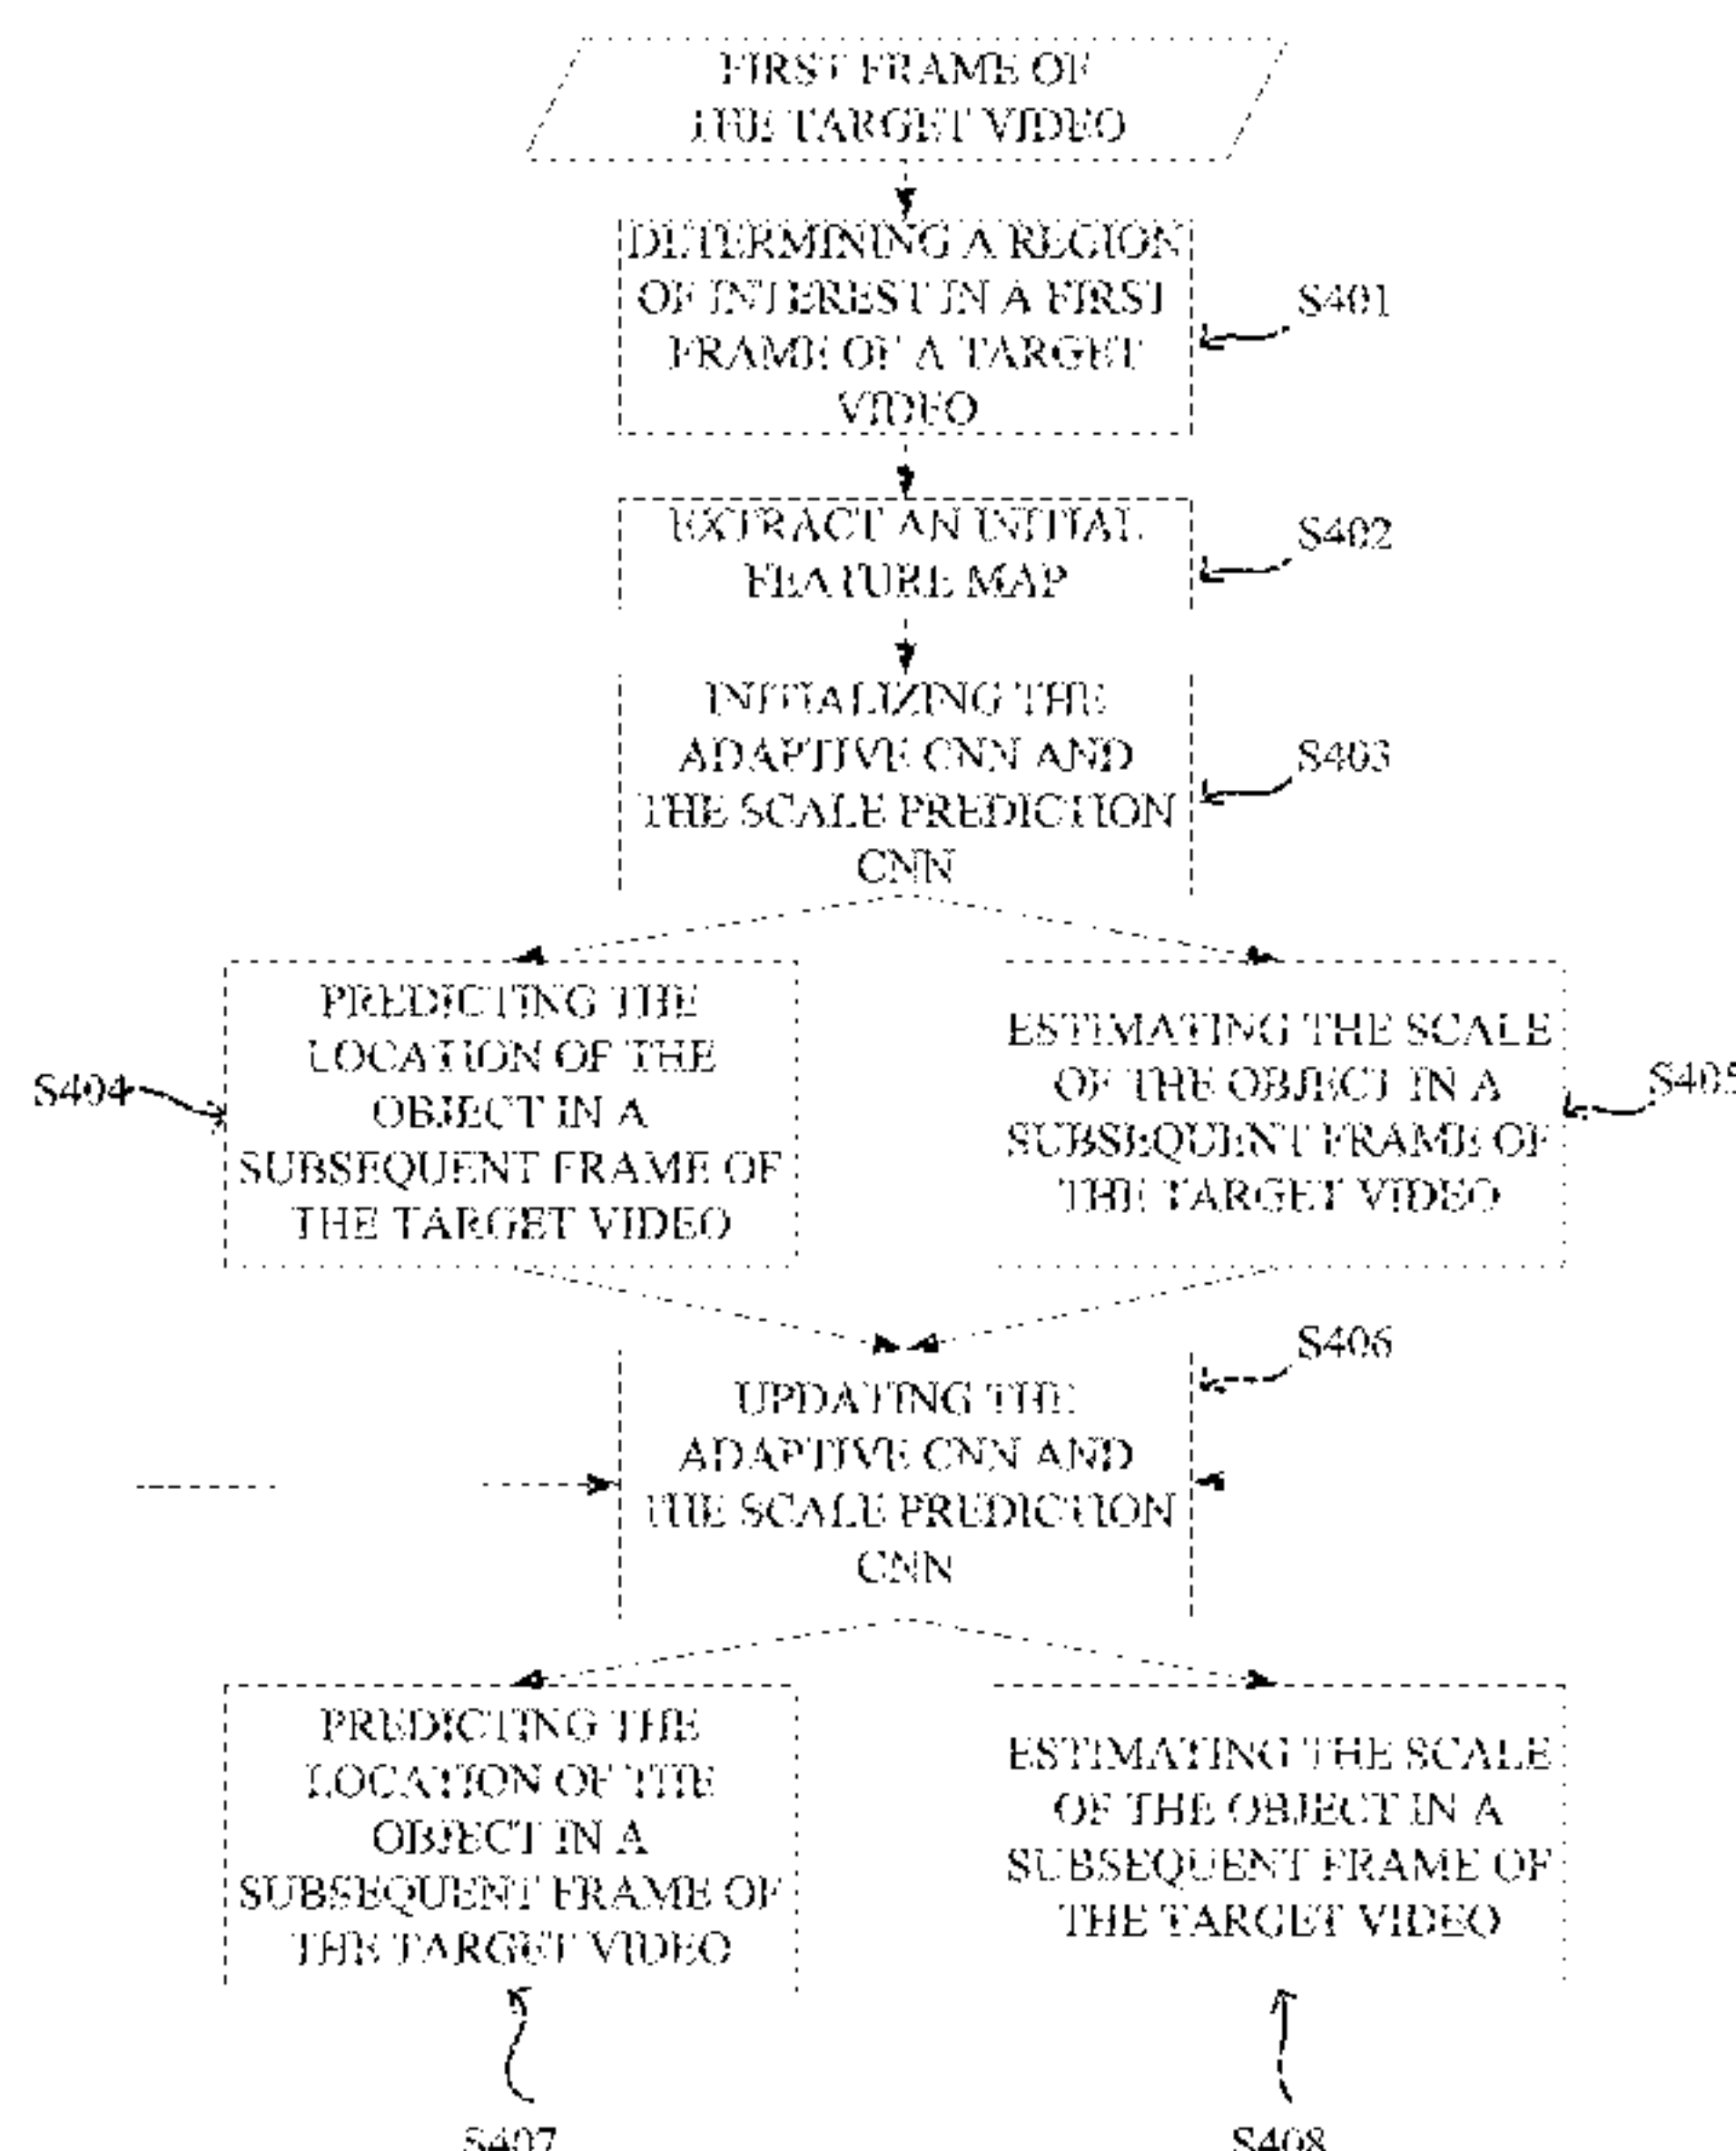 FIRST FRAME OF
THE TARGET VIDEO
DETERMINING A REGION
OF INTEREST IN A FIRST
FRAME OF A TARGET
VIDEO
S401
EXTRACT AN INITIAL
FEATURE MAP
S402
INITIALIZING THE
ADAPTIVE CNN AND
THE SCALE PREDICTION
CNN
S403
PREDICTING THE
LOCATION OF THE
OBJECT IN A
SUBSEQUENT FRAME OF
THE TARGET VIDEO
S404
ESTIMATING THE SCALE
OF THE OBJECT IN A
SUBSEQUENT FRAME OF
THE TARGET VIDEO
S405
UPDATING THE
ADAPTIVE CNN AND
THE SCALE PREDICTION
CNN
S406
PREDICTING THE
LOCATION OF THE
OBJECT IN A
SUBSEQUENT FRAME OF
THE TARGET VIDEO
ESTIMATING THE SCALE
OF THE OBJECT IN A
SUBSEQUENT FRAME OF
THE TARGET VIDEO
S407
S408